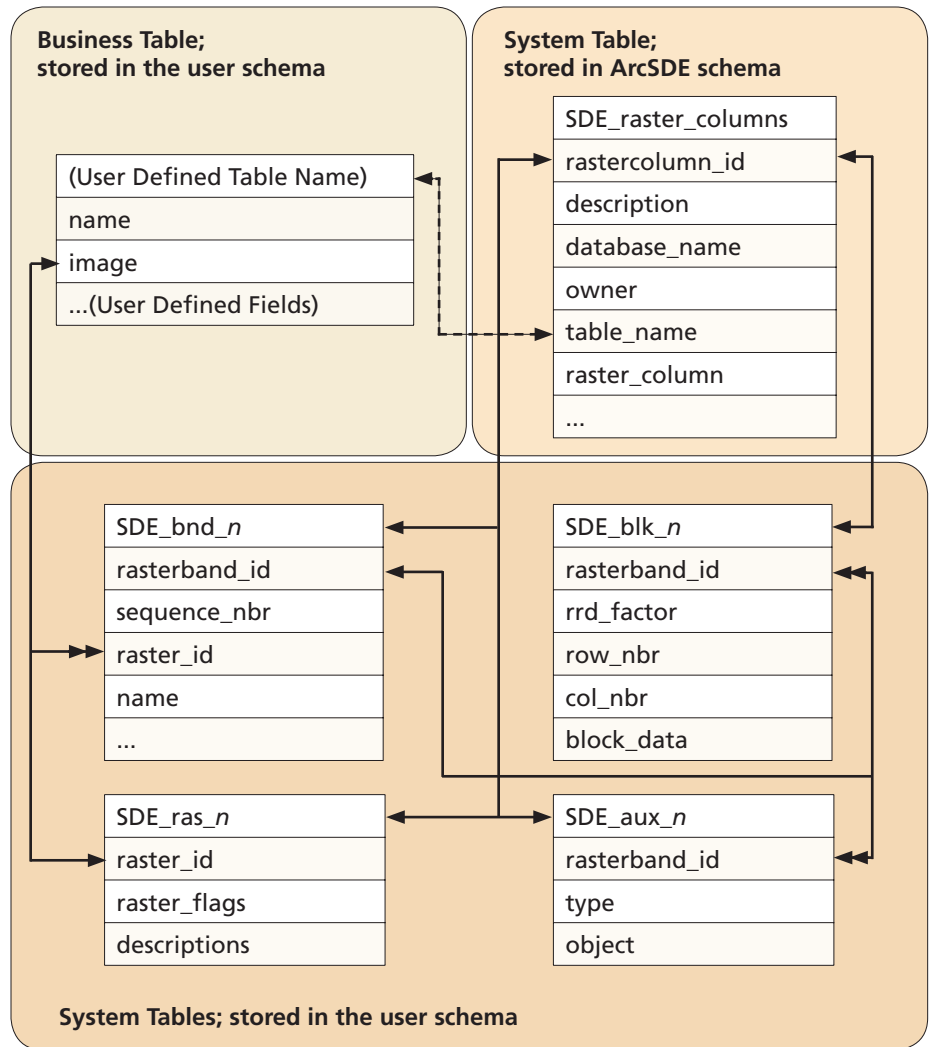 Business Table;
stored in the user schema
(User Defined Table Name)
name
image
...(User Defined Fields)
System Table;
stored in ArcSDE schema
SDE_raster_columns
rastercolumn_id
description
database_name
owner
table_name
raster_column
...
SDE_bnd_n
rasterband_id
sequence_nbr
raster_id
name
...
SDE_blk_n
rasterband_id
rrd_factor
row_nbr
col_nbr
block_data
SDE_ras_n
raster_id
raster_flags
descriptions
SDE_aux_n
rasterband_id
type
object
System Tables; stored in the user schema